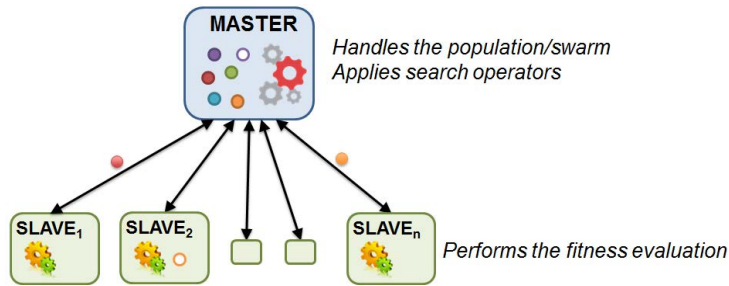 MASTER
Handles the population/swarm
Applies search operators
SLAVE₁
SLAVE₂
SLAVEₙ
Performs the fitness evaluation